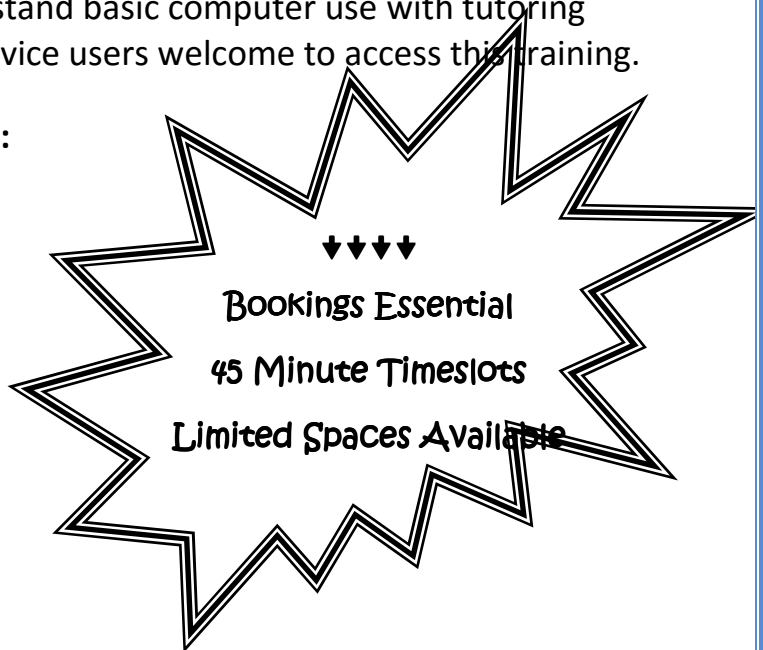 stand basic computer use with tutoring
vice users welcome to access this training.
:
Bookings Essential
45 Minute Timeslots
Limited Spaces Available